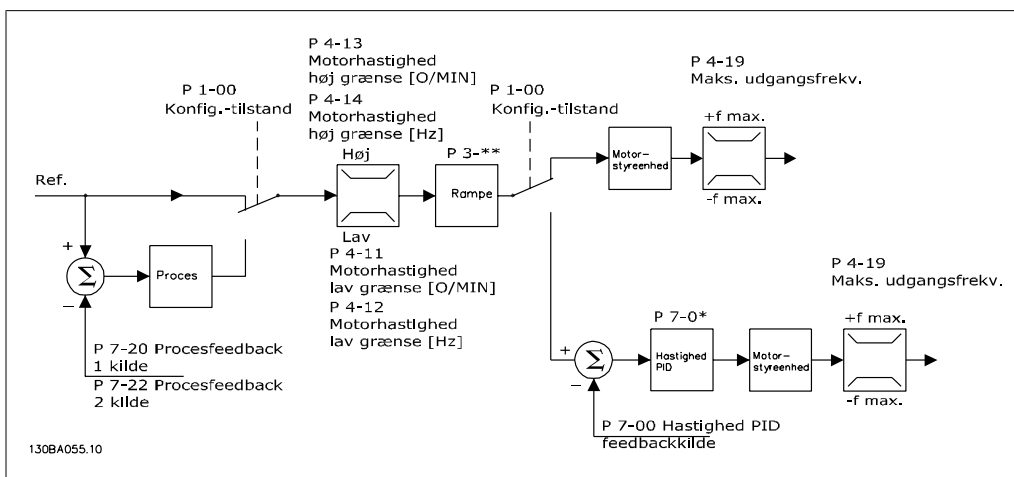 P 4-13
Motorhastighed
høj grænse [O/MIN]
P 4-14
Motorhastighed
høj grænse [Hz]
P 1-00
Konfig.-tilstand
P 1-00
Konfig.-tilstand
P 4-19
Maks. udgangsfrekv.
Høj
P 3-**
Motor-
styreenhed
+f max.
-f max.
Ref.
Rampe
Lav
+
Σ
−
Proces
P 4-11
Motorhastighed
lav grænse [O/MIN]
P 4-12
Motorhastighed
lav grænse [Hz]
P 4-19
Maks. udgangsfrekv.
P 7-20 Procesfeedback
1 kilde
P 7-22 Procesfeedback
2 kilde
P 7-0*
+
Σ
−
Hastighed
PID
Motor-
styreenhed
+f max.
-f max.
P 7-00 Hastighed PID
feedbackkilde
130BA055.10